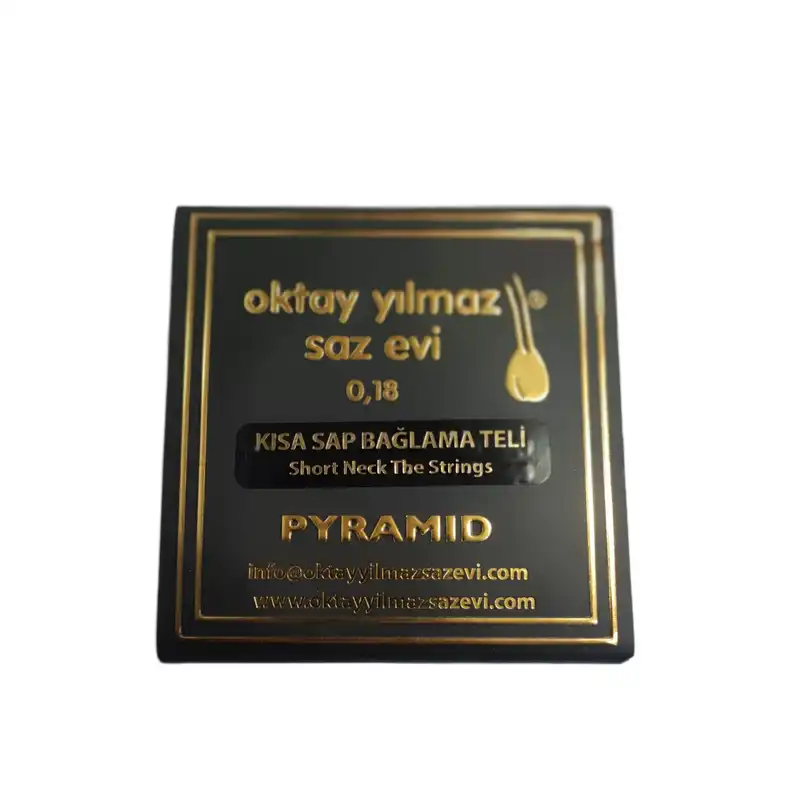 oktay yılmaz ®
saz evi
0,18
KISA SAP BAĞLAMA TELİ
Short Neck The Strings
PYRAMID
info@oktayyilmazsazevi.com
www.oktayyilmazsazevi.com